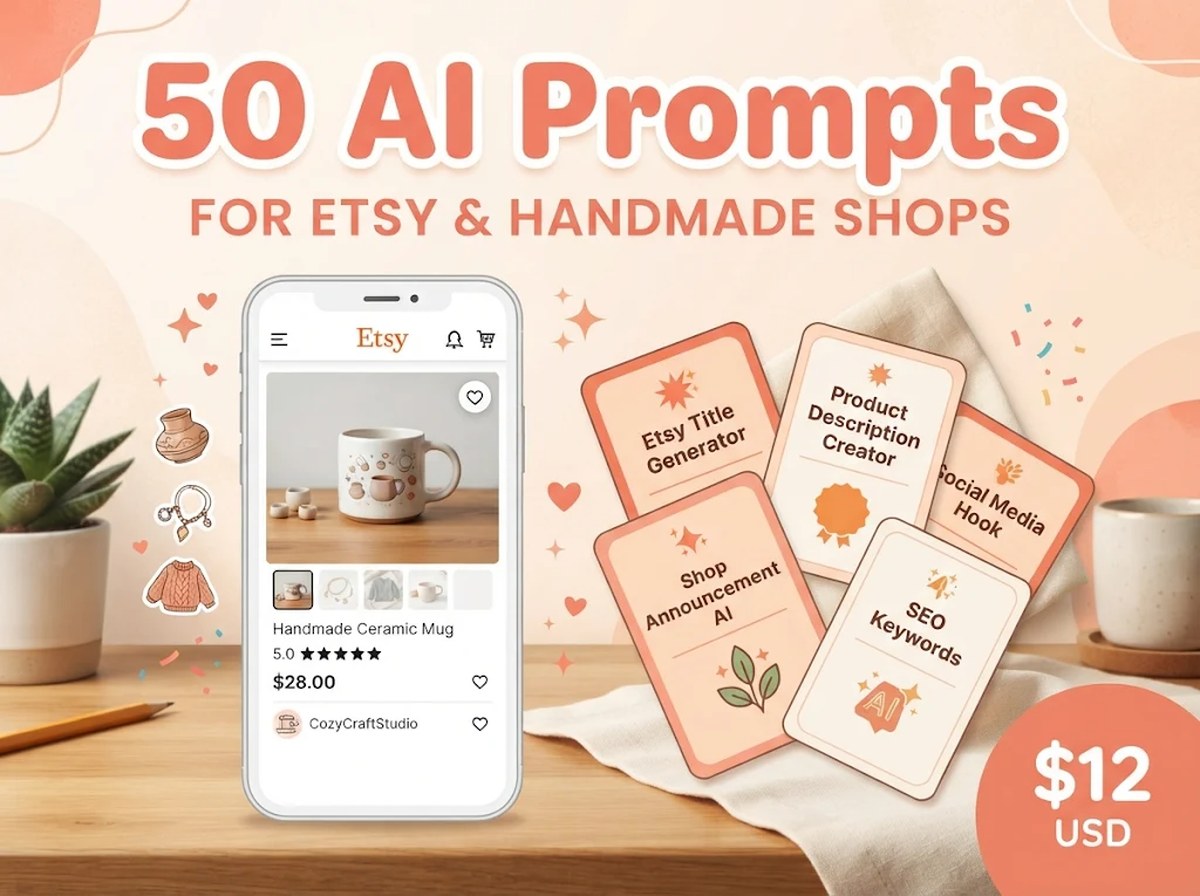 50 AI Prompts
FOR ETSY & HANDMADE SHOPS
Etsy
Handmade Ceramic Mug
5.0 ★★★★★
$28.00
CozyCraftStudio
Etsy Title
Generator
Product
Description
Creator
Social Media
Hook
Shop
Announcement
AI
SEO
Keywords
AI
$12
USD